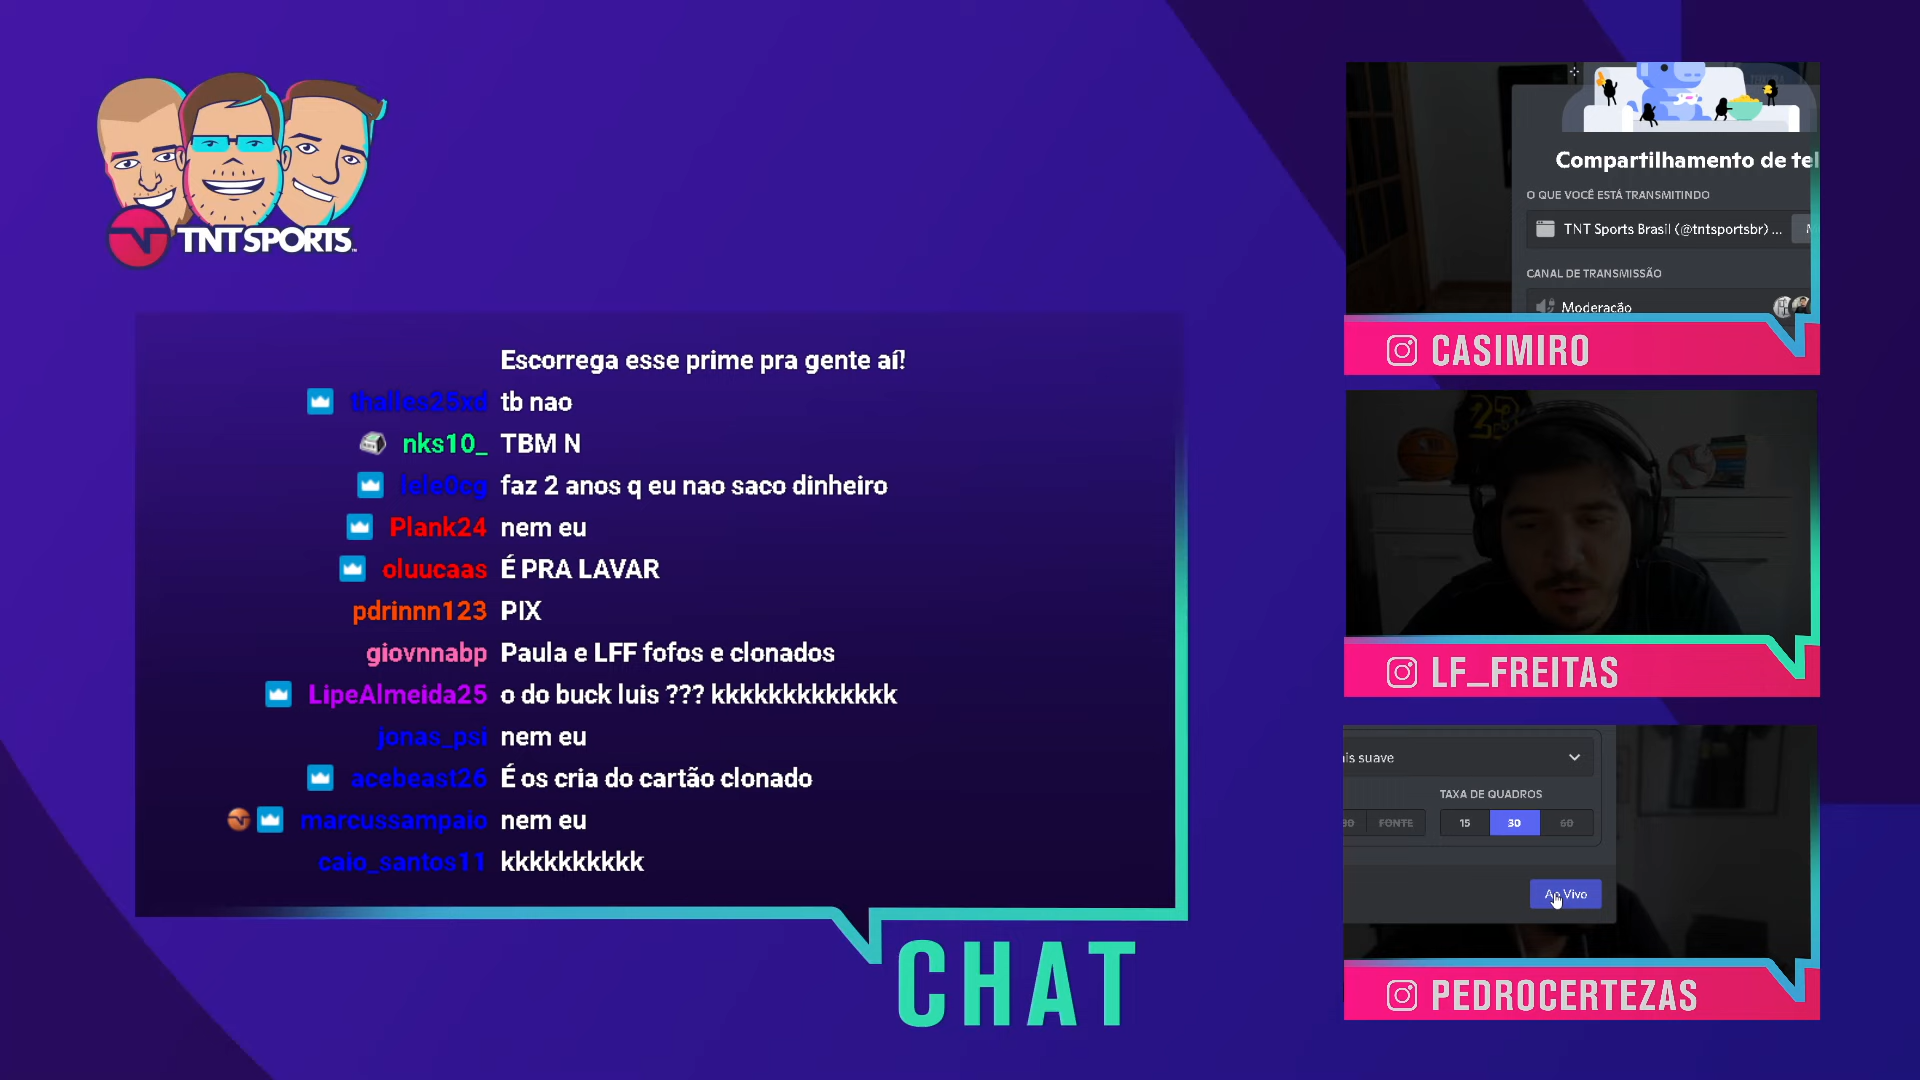 TNT SPORTS
Escorrega esse prime pra gente aí!
thalles25xd tb nao
nks10_ TBM N
lele0cg faz 2 anos q eu nao saco dinheiro
Plank24 nem eu
oluucaas É PRA LAVAR
pdrinnn123 PIX
giovnnabp Paula e LFF fofos e clonados
LipeAlmeida25 o do buck luis ??? kkkkkkkkkkkkk
jonas_psi nem eu
acebeast26 É os cria do cartão clonado
marcussampaio nem eu
caio_santos11 kkkkkkkkkk
CHAT
Compartilhamento de tel
O QUE VOCÊ ESTÁ TRANSMITINDO
TNT Sports Brasil (@tntsportsbr) ...
CANAL DE TRANSMISSÃO
Moderação
CASIMIRO
23
LF_FREITAS
is suave
TAXA DE QUADROS
FONTE 15 30 60
Ao Vivo
PEDROCERTEZAS